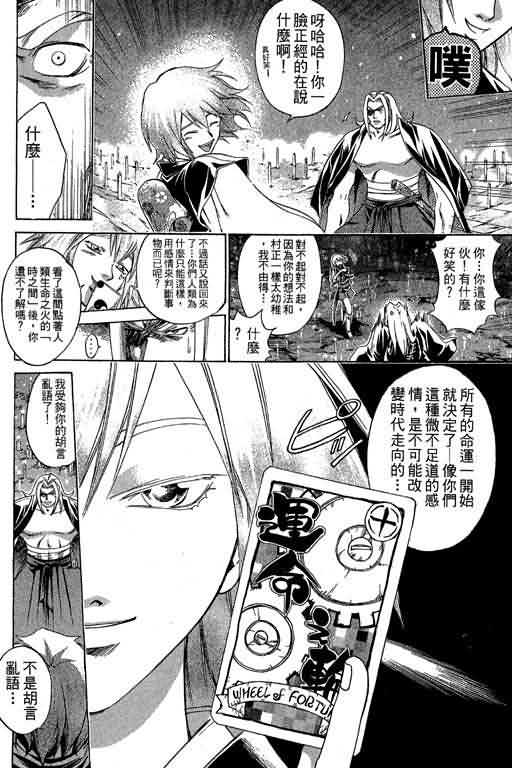 噗
呀哈哈！你一
臉正經的在說
什麼啊！
真好笑！
什麼……
你…你這傢
伙！有什麼
好笑的？
對不起對不起，
因為你的想法和
村正一樣太幼稚
，我不由得…
？什麼
不過話又說回來
了…你們人類為
什麼只能這樣
用感情來判斷事
物而已呢？
看了這間點著人
類生命之火的「
時之間」後，你
還不了解嗎？
所有的命運一開始
就決定了…像你們
這種微不足道的感
情，是不可能改
變時代走向的…
我受夠你的胡言
亂語了！
運命之輪
WHEEL of FORTU
不是胡言
亂語…